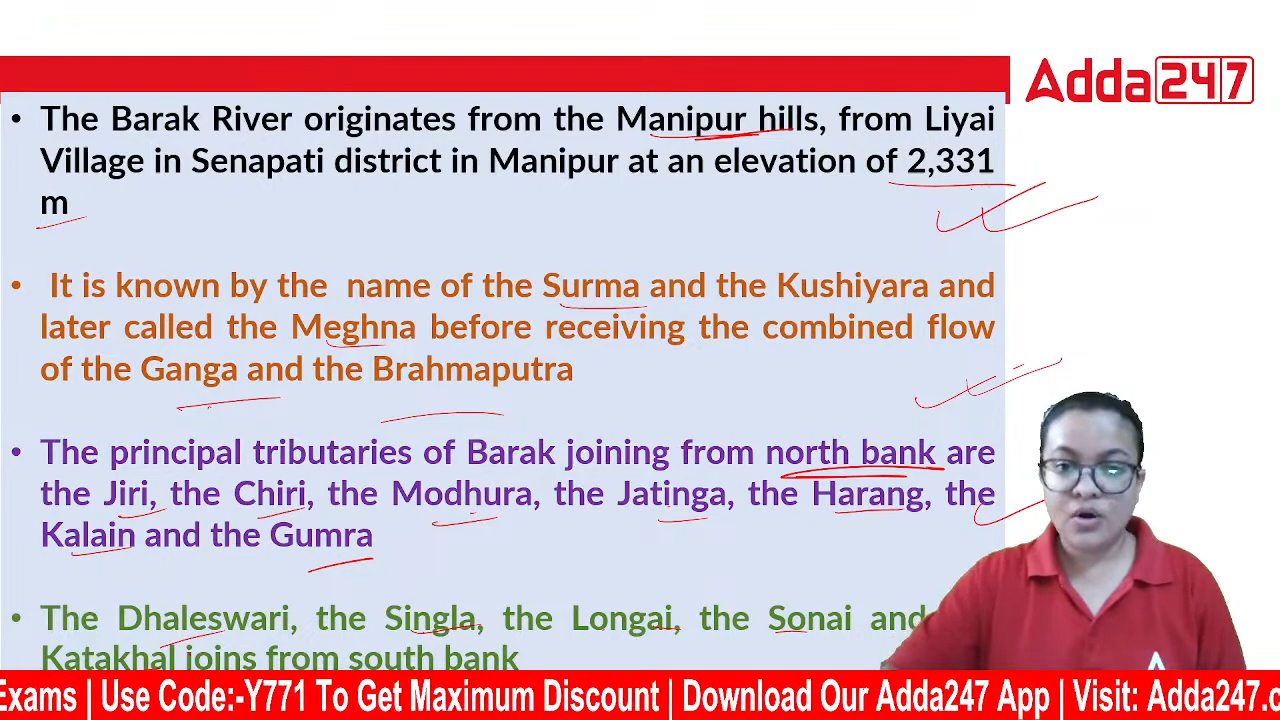 Adda247
• The Barak River originates from the Manipur hills, from Liyai
Village in Senapati district in Manipur at an elevation of 2,331
m
• It is known by the name of the Surma and the Kushiyara and
later called the Meghna before receiving the combined flow
of the Ganga and the Brahmaputra
• The principal tributaries of Barak joining from north bank are
the Jiri, the Chiri, the Modhura, the Jatinga, the Harang, the
Kalain and the Gumra
• The Dhaleswari, the Singla, the Longai, the Sonai and
Katakhal joins from south bank
Exams | Use Code:-Y771 To Get Maximum Discount | Download Our Adda247 App | Visit: Adda247.c